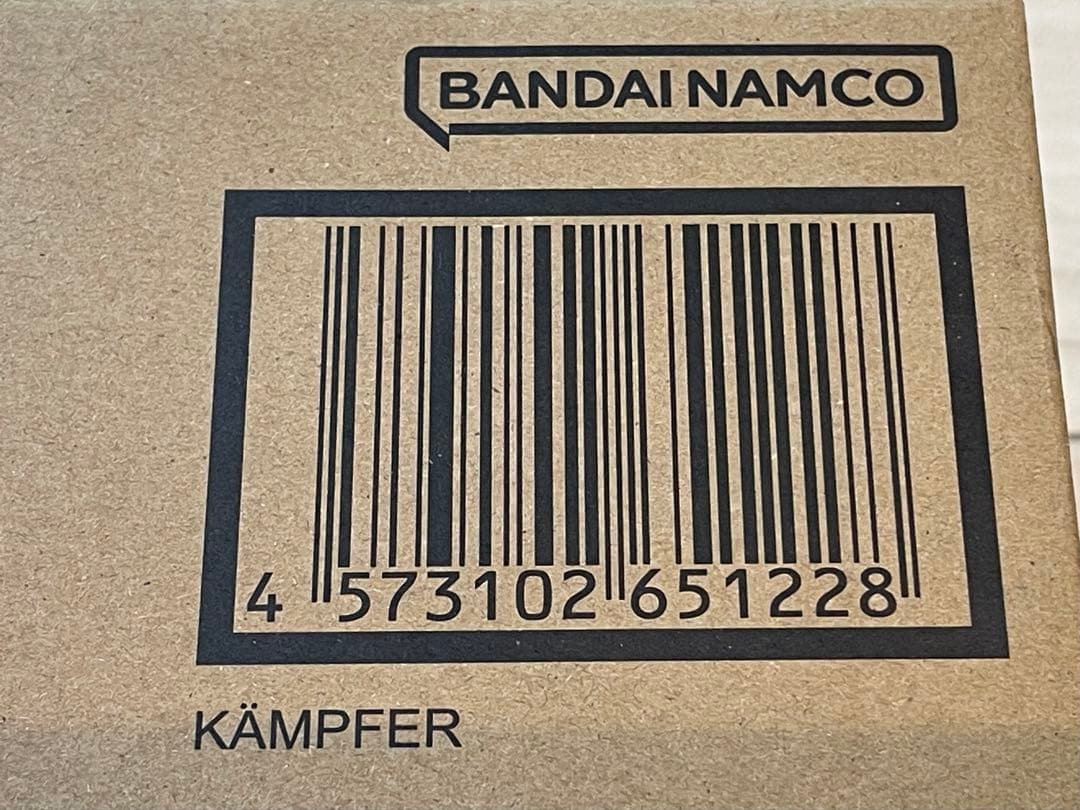 BANDAI NAMCO
4 573102 651228
KÄMPFER